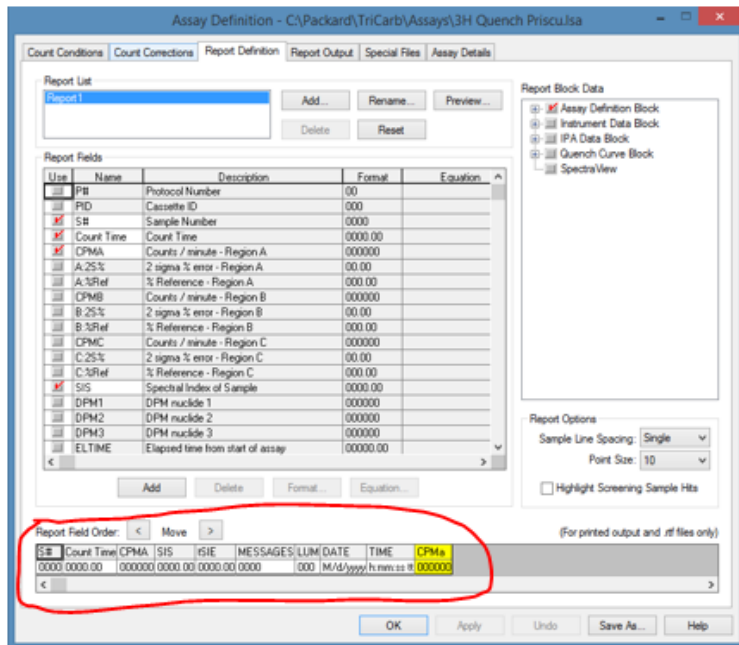 Assay Definition - C:\Packard\TriCarb\Assays\3H Quench Priscu.lsa
Count Conditions Count Corrections Report Definition Report Output Special Files Assay Details
Report List
Report1
Add... Rename... Preview...
Delete Reset
Report Fields
Use Name Description Format Equation
P# Protocol Number 00
PID Cassette ID 000
S# Sample Number 0000
Count Time Count Time 0000.00
CPMA Counts / minute - Region A 000000
A:2S% 2 sigma % error - Region A 00.00
A:%Ref % Reference - Region A 000.00
CPMB Counts / minute - Region B 000000
B:2S% 2 sigma % error - Region B 00.00
B:%Ref % Reference - Region B 000.00
CPMC Counts / minute - Region C 000000
C:2S% 2 sigma % error - Region C 00.00
C:%Ref % Reference - Region C 000.00
SIS Spectral Index of Sample 0000.00
DPM1 DPM nuclide 1 000000
DPM2 DPM nuclide 2 000000
DPM3 DPM nuclide 3 000000
ELTIME Elapsed time from start of assay 00000.00
Add Delete Format... Equation...
Report Block Data
Assay Definition Block
Instrument Data Block
IPA Data Block
Quench Curve Block
SpectraView
Report Options
Sample Line Spacing: Single
Point Size: 10
Highlight Screening Sample Hits
Report Field Order: < Move > (For printed output and .rtf files only)
S# Count Time CPMA SIS tSIE MESSAGES LUM DATE TIME CPMa
0000 0000.00 000000 0000.00 0000.00 0000 000 M/d/yyyy h:mm:ss tt 000000
OK Apply Undo Save As... Help